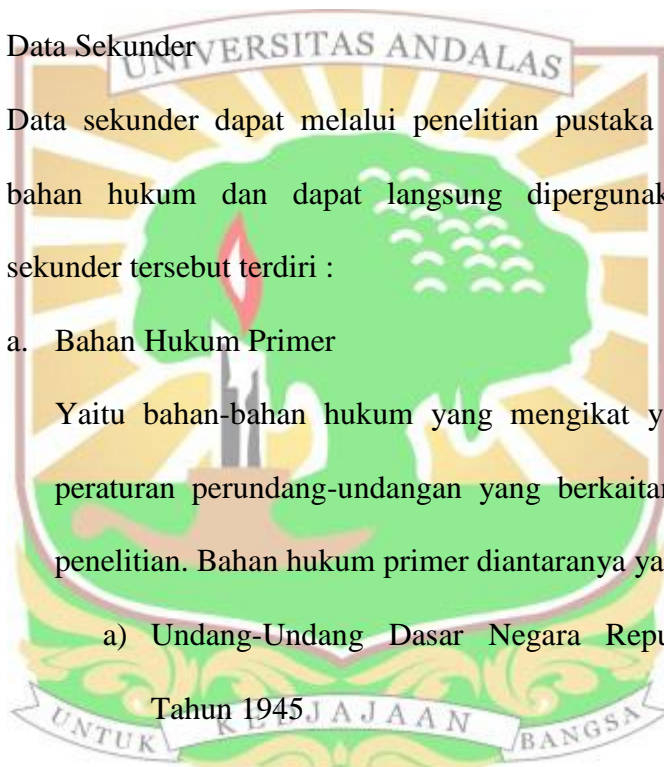 Data Sekunder
UNIVERSITAS ANDALAS
Data sekunder dapat melalui penelitian pustaka
bahan hukum dan dapat langsung dipergunak
sekunder tersebut terdiri :
a. Bahan Hukum Primer
Yaitu bahan-bahan hukum yang mengikat y
peraturan perundang-undangan yang berkaitan
penelitian. Bahan hukum primer diantaranya ya
a) Undang-Undang Dasar Negara Repu
Tahun 1945
UNTUK KEDJAJAAN BANGSA